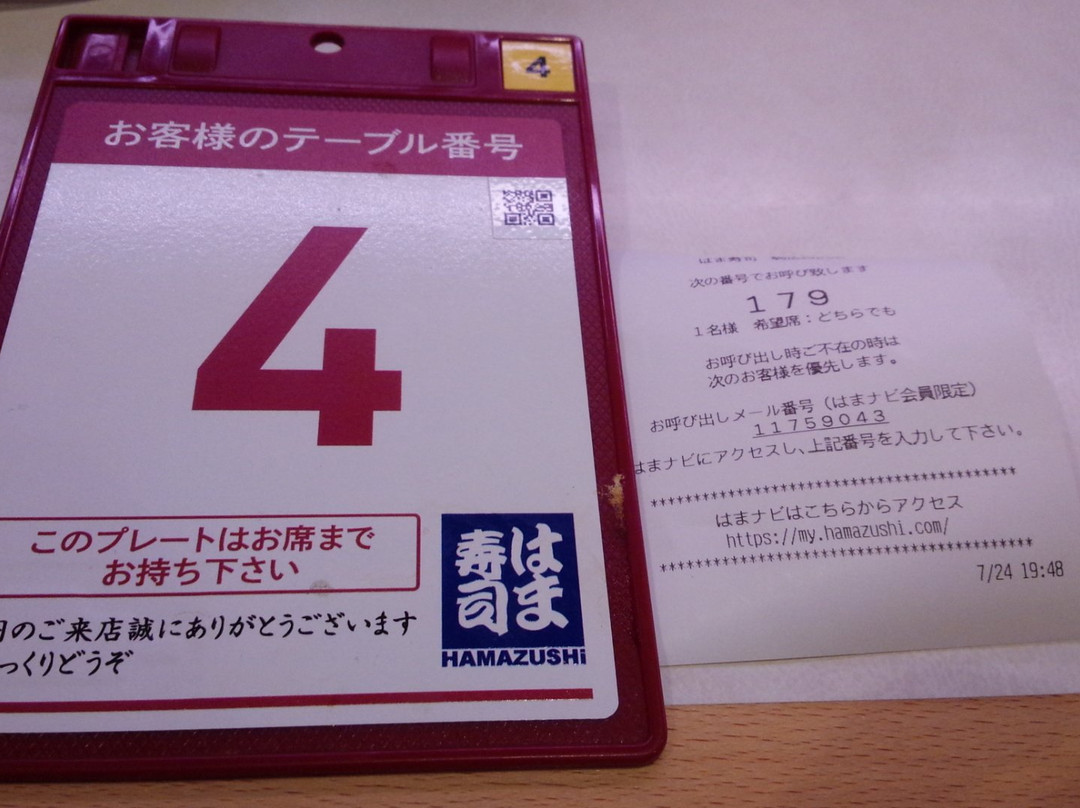 4
お客様のテーブル番号
4
このプレートはお席まで
お持ち下さい
のご来店誠にありがとうございます
っくりどうぞ
はま
寿司
HAMAZUSHi
はま寿司
次の番号でお呼び致します
179
1名様 希望席：どちらでも
お呼び出し時ご不在の時は
次のお客様を優先します。
お呼び出しメール番号（はまナビ会員限定）
11759043
はまナビにアクセスし、上記番号を入力して下さい。
****************************************
はまナビはこちらからアクセス
https://my.hamazushi.com/
****************************************
7/24 19:48